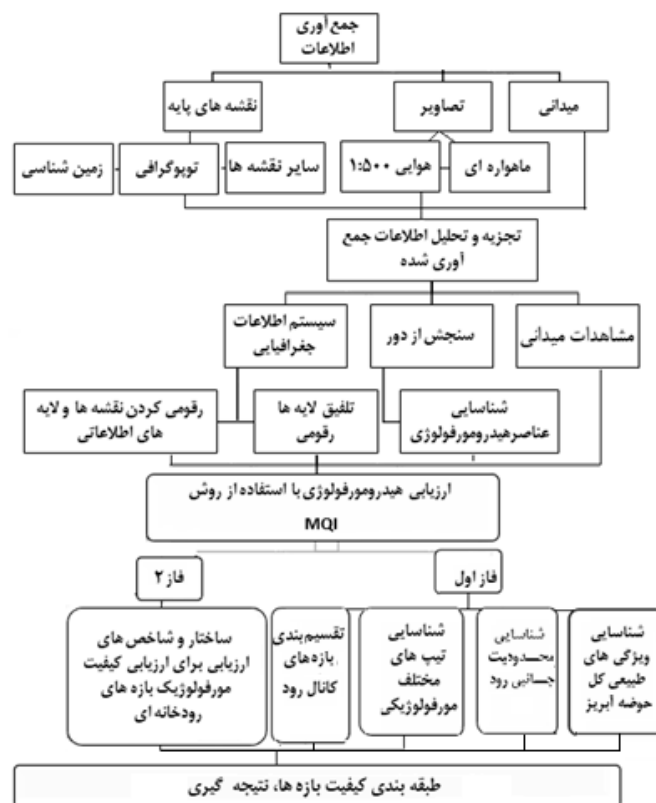 جمع آوری
اطلاعات
میدانی
تصاویر
نقشه های پایه
ماهواره ای
هوایی ۱:۵۰۰
سایر نقشه ها
توپوگرافی
زمین شناسی
تجزیه و تحلیل اطلاعات جمع
آوری شده
مشاهدات میدانی
سنجش از دور
سیستم اطلاعات
جغرافیایی
شناسایی
عناصرهیدرومورفولوژی
تلفیق لایه ها
رقومی
رقومی کردن نقشه ها و لایه
های اطلاعاتی
ارزیابی هیدرومورفولوژی با استفاده از روش
MQI
فاز اول
فاز ۲
شناسایی
ویژگی های
طبیعی کل
حوضه آبریز
شناسایی
محدودیت
جانبی رود
شناسایی
تیپ های
مختلف
مورفولوژیکی
تقسیم بندی
بازه های
کانال رود
ساختار و شاخص های
ارزیابی برای ارزیابی کیفیت
مورفولوژیک بازه های
رودخانه ای
طبقه بندی کیفیت بازه ها، نتیجه گیری